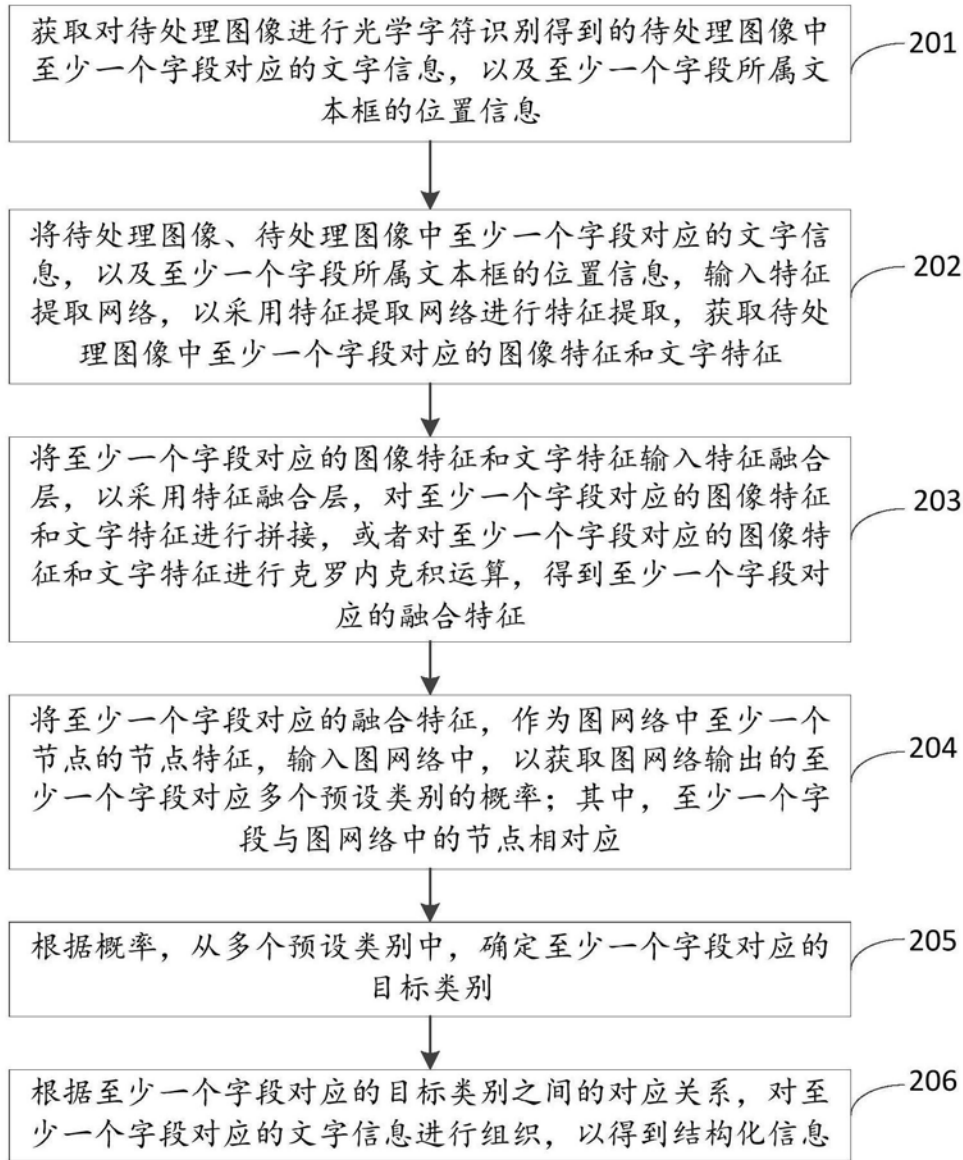 获取对待处理图像进行光学字符识别得到的待处理图像中
至少一个字段对应的文字信息，以及至少一个字段所属文
本框的位置信息
201
将待处理图像、待处理图像中至少一个字段对应的文字信
息，以及至少一个字段所属文本框的位置信息，输入特征
提取网络，以采用特征提取网络进行特征提取，获取待处
理图像中至少一个字段对应的图像特征和文字特征
202
将至少一个字段对应的图像特征和文字特征输入特征融合
层，以采用特征融合层，对至少一个字段对应的图像特征
和文字特征进行拼接，或者对至少一个字段对应的图像特
征和文字特征进行克罗内克积运算，得到至少一个字段对
应的融合特征
203
将至少一个字段对应的融合特征，作为图网络中至少一个
节点的节点特征，输入图网络中，以获取图网络输出的至
少一个字段对应多个预设类别的概率；其中，至少一个字
段与图网络中的节点相对应
204
根据概率，从多个预设类别中，确定至少一个字段对应的
目标类别
205
根据至少一个字段对应的目标类别之间的对应关系，对至
少一个字段对应的文字信息进行组织，以得到结构化信息
206